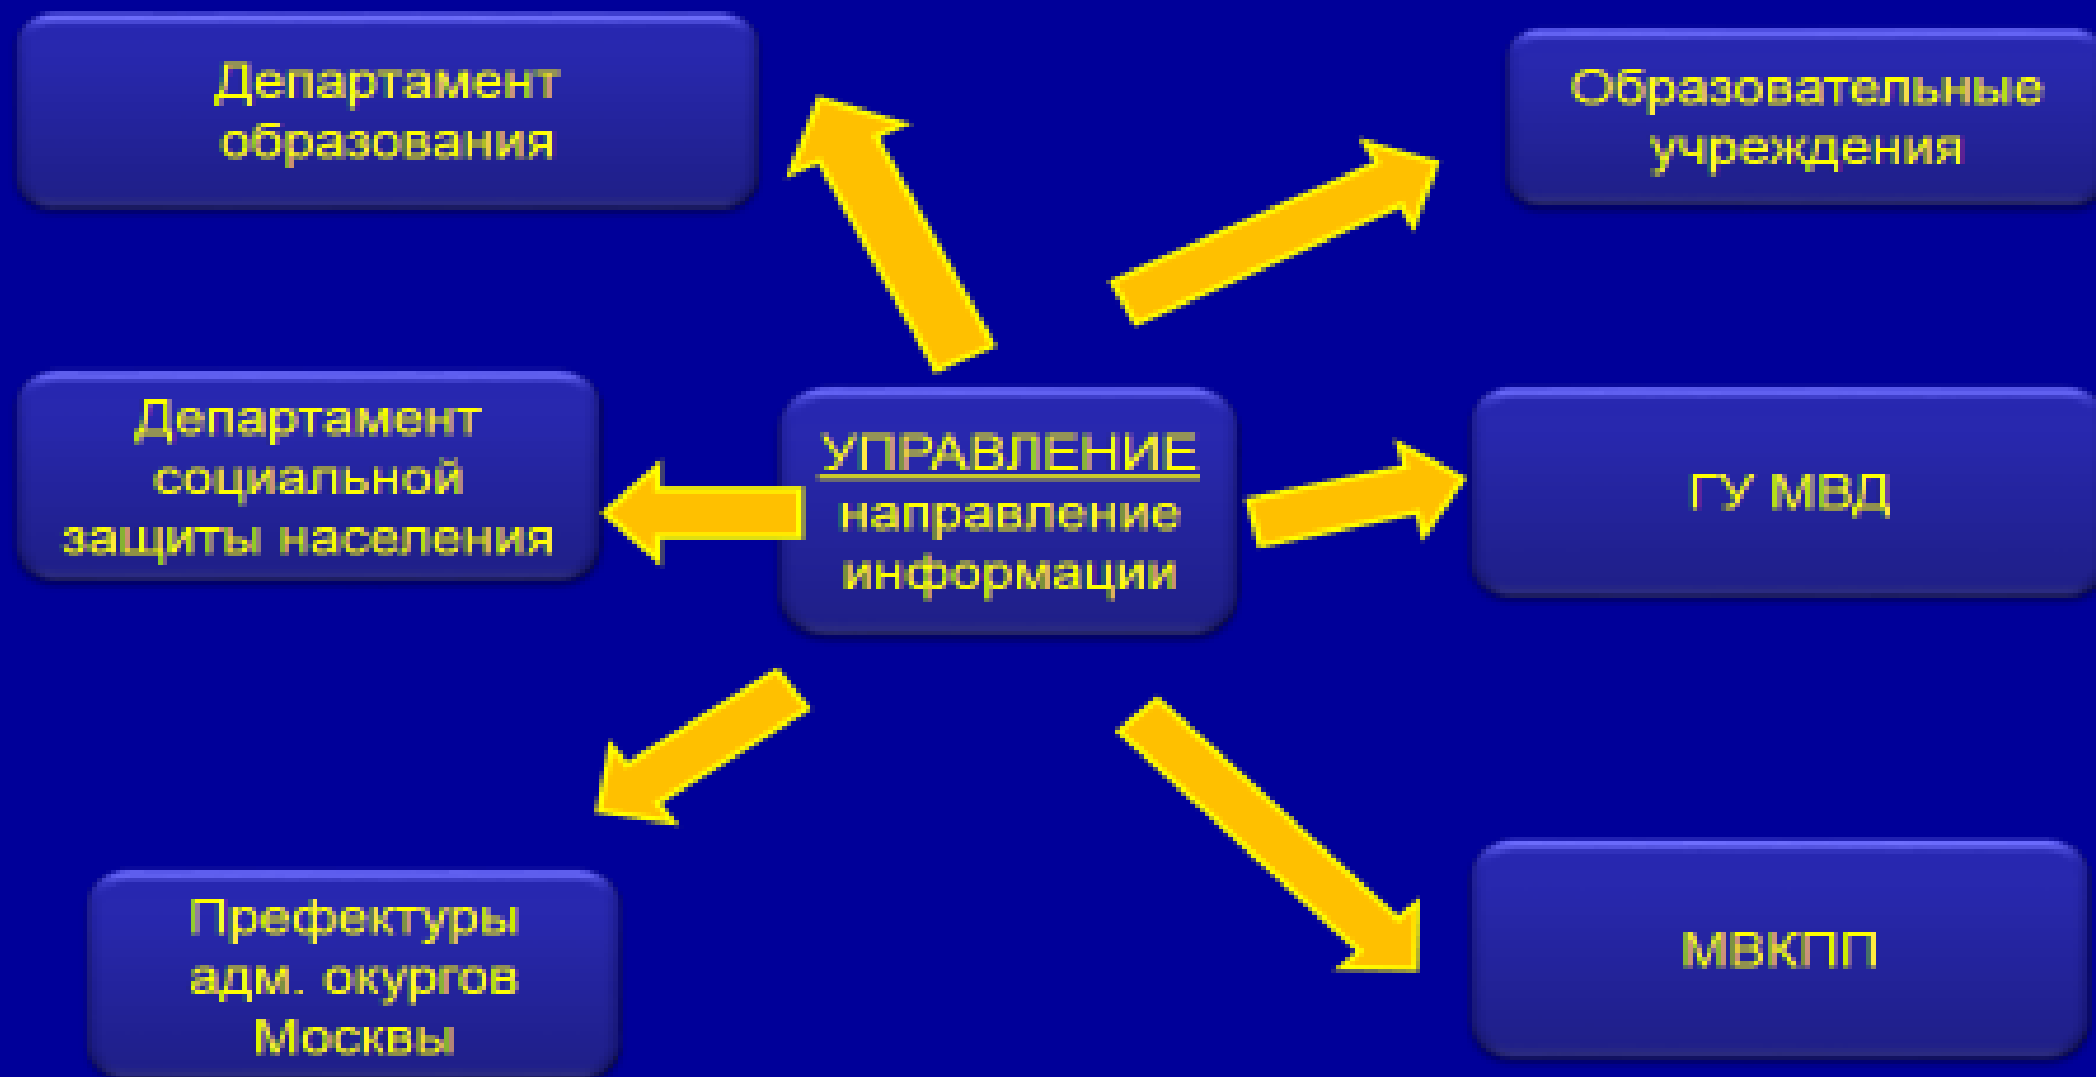 Департамент
образования
Образовательные
учреждения
Департамент
социальной
защиты населения
УПРАВЛЕНИЕ
направление
информации
ГУ МВД
Префектуры
адм. окургов
Москвы
МВКПП